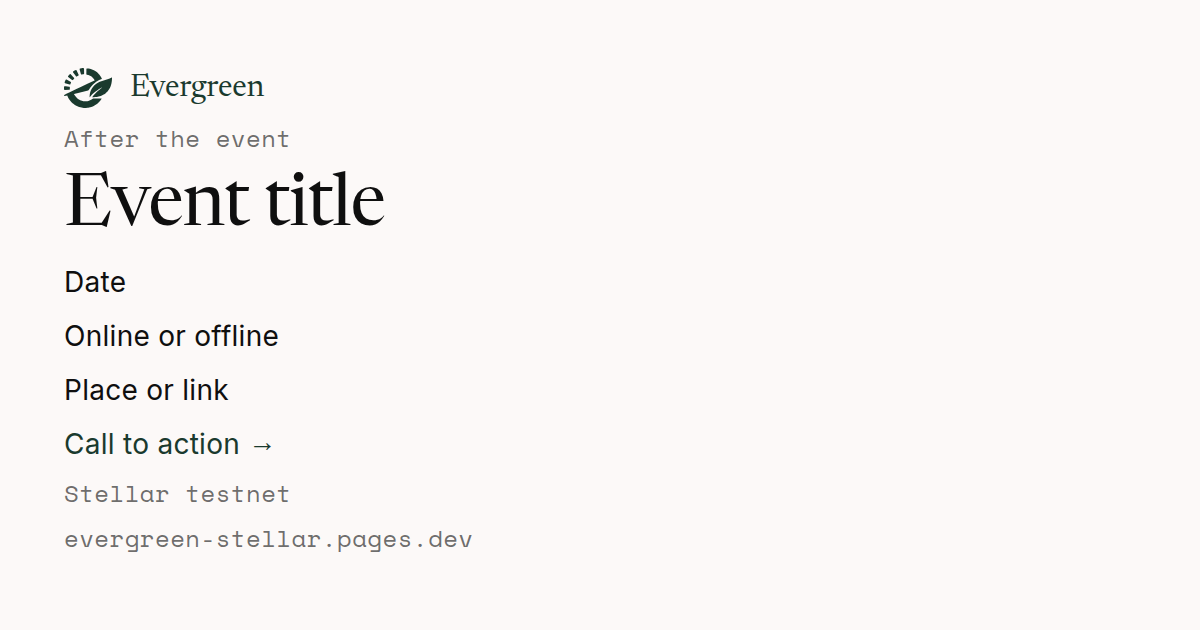 Evergreen
After the event
Event title
Date
Online or offline
Place or link
Call to action →
Stellar testnet
evergreen-stellar.pages.dev